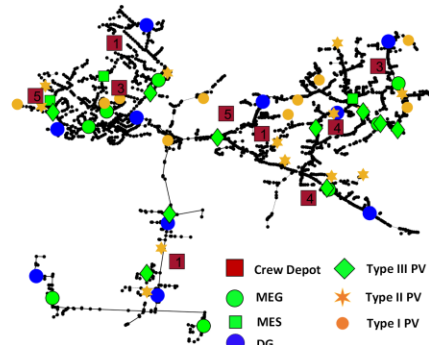 1
3
3
5
5
1
4
4
1
Crew Depot
Type III PV
MEG
Type II PV
MES
Type I PV
DG